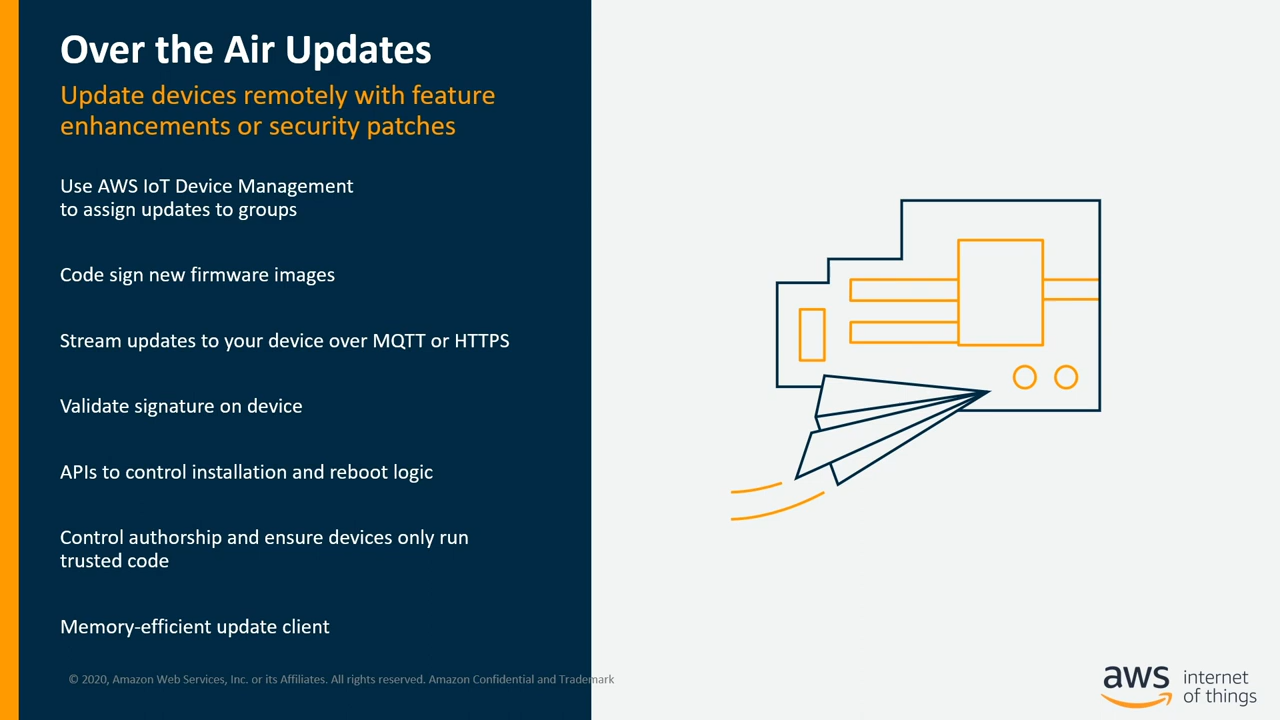 Over the Air Updates
Update devices remotely with feature
enhancements or security patches
Use AWS IoT Device Management
to assign updates to groups
Code sign new firmware images
Stream updates to your device over MQTT or HTTPS
Validate signature on device
APIs to control installation and reboot logic
Control authorship and ensure devices only run
trusted code
Memory-efficient update client
© 2020, Amazon Web Services, Inc. or its Affiliates. All rights reserved. Amazon Confidential and Trademark
aws internet
of things